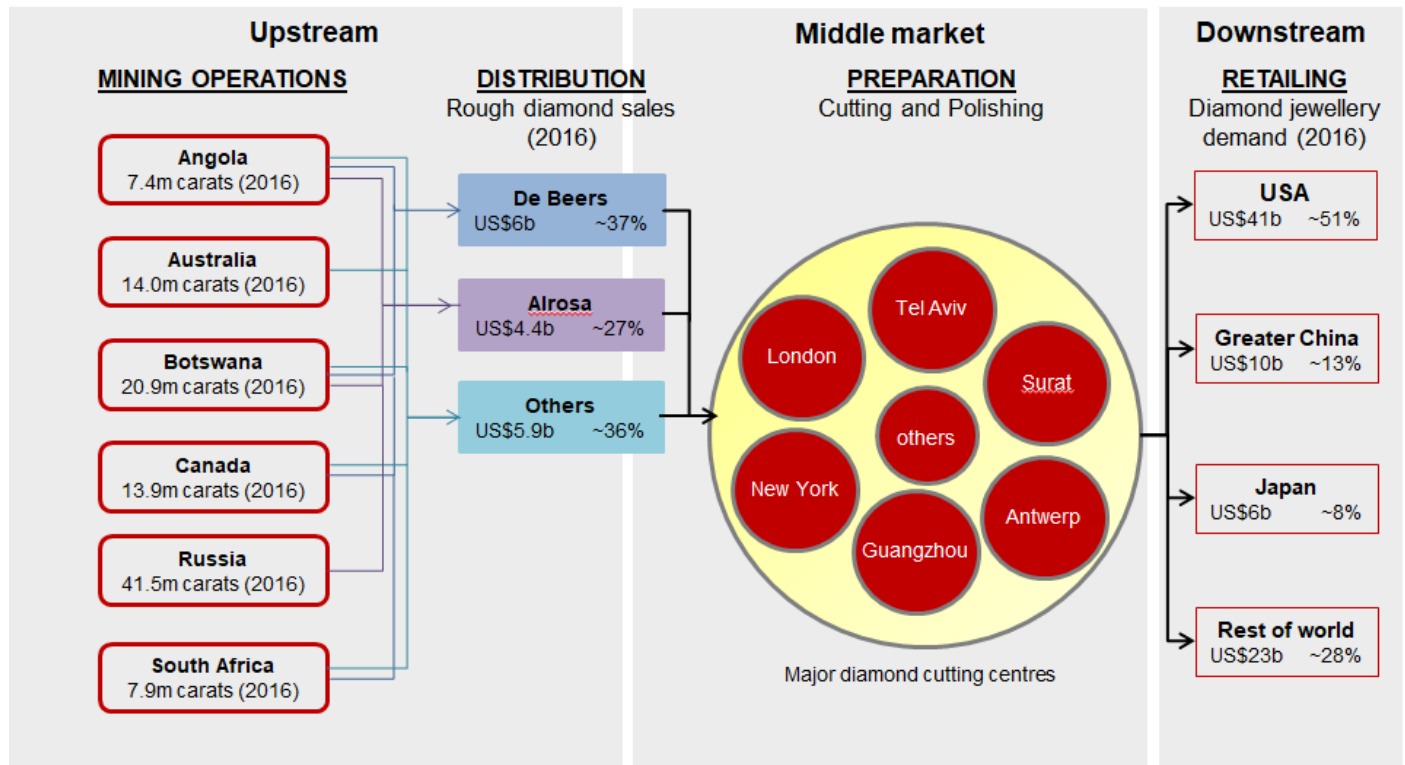 Upstream
MINING OPERATIONS
Angola
7.4m carats (2016)
Australia
14.0m carats (2016)
Botswana
20.9m carats (2016)
Canada
13.9m carats (2016)
Russia
41.5m carats (2016)
South Africa
7.9m carats (2016)
DISTRIBUTION
Rough diamond sales
(2016)
De Beers
US$6b ~37%
Alrosa
US$4.4b ~27%
Others
US$5.9b ~36%
Middle market
PREPARATION
Cutting and Polishing
Tel Aviv
London
Surat
others
New York
Antwerp
Guangzhou
Major diamond cutting centres
Downstream
RETAILING
Diamond jewellery
demand (2016)
USA
US$41b ~51%
Greater China
US$10b ~13%
Japan
US$6b ~8%
Rest of world
US$23b ~28%